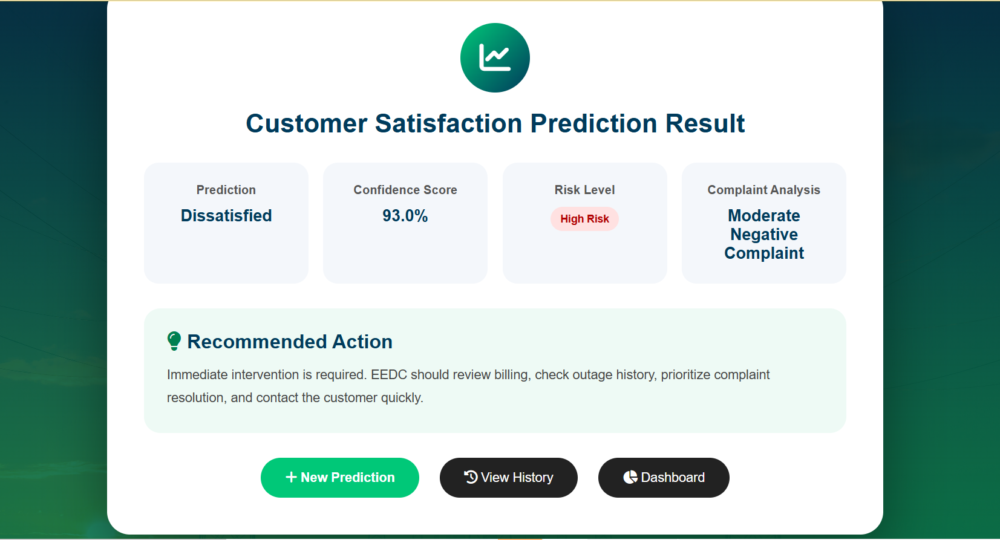 Customer Satisfaction Prediction Result
Prediction
Dissatisfied
Confidence Score
93.0%
Risk Level
High Risk
Complaint Analysis
Moderate
Negative
Complaint
Recommended Action
Immediate intervention is required. EEDC should review billing, check outage history, prioritize complaint
resolution, and contact the customer quickly.
New Prediction
View History
Dashboard